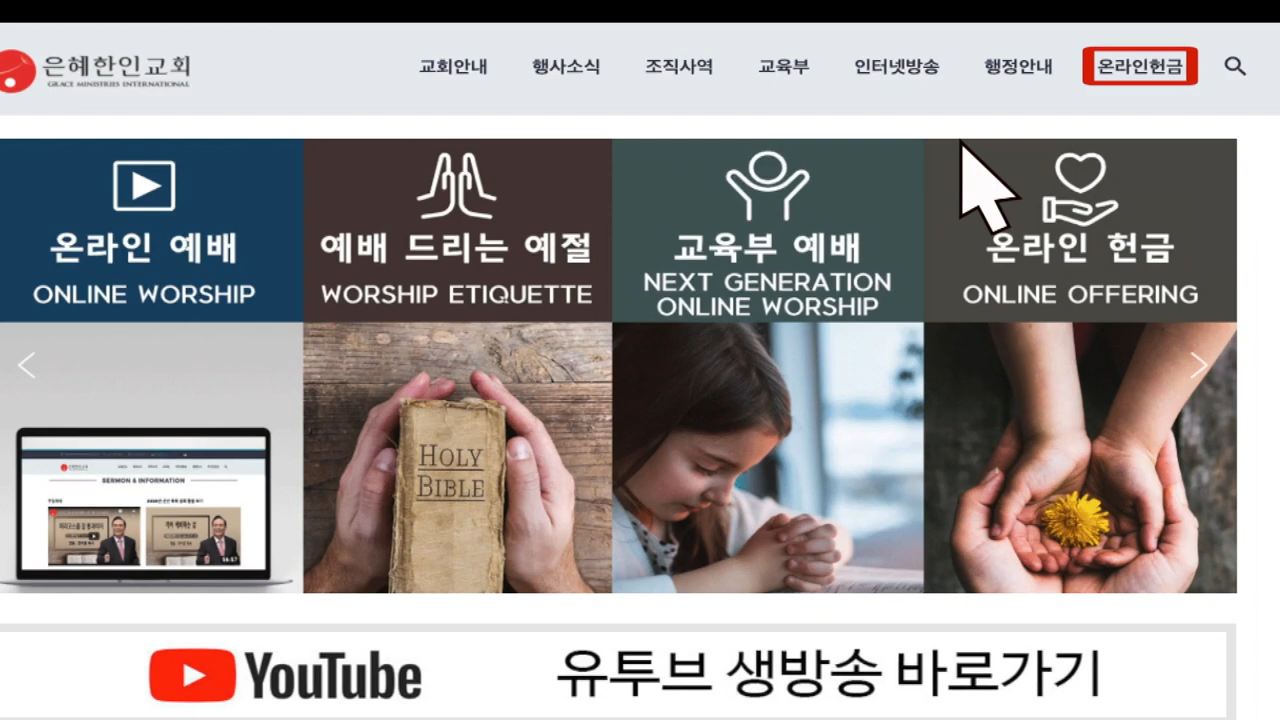 은혜한인교회
GRACE MINISTRIES INTERNATIONAL
교회안내 행사소식 조직사역 교육부 인터넷방송 행정안내 온라인헌금
온라인 예배
ONLINE WORSHIP
예배 드리는 예절
WORSHIP ETIQUETTE
교육부 예배
NEXT GENERATION
ONLINE WORSHIP
온라인 헌금
ONLINE OFFERING
SERMON & INFORMATION
HOLY
BIBLE
YouTube 유투브 생방송 바로가기